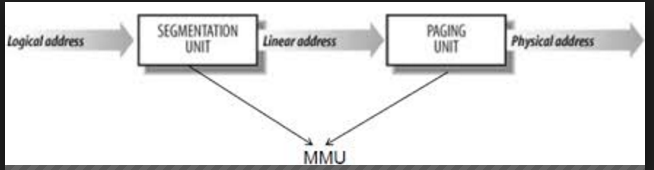 Logical address
SEGMENTATION
UNIT
Linear address
PAGING
UNIT
Physical address
MMU